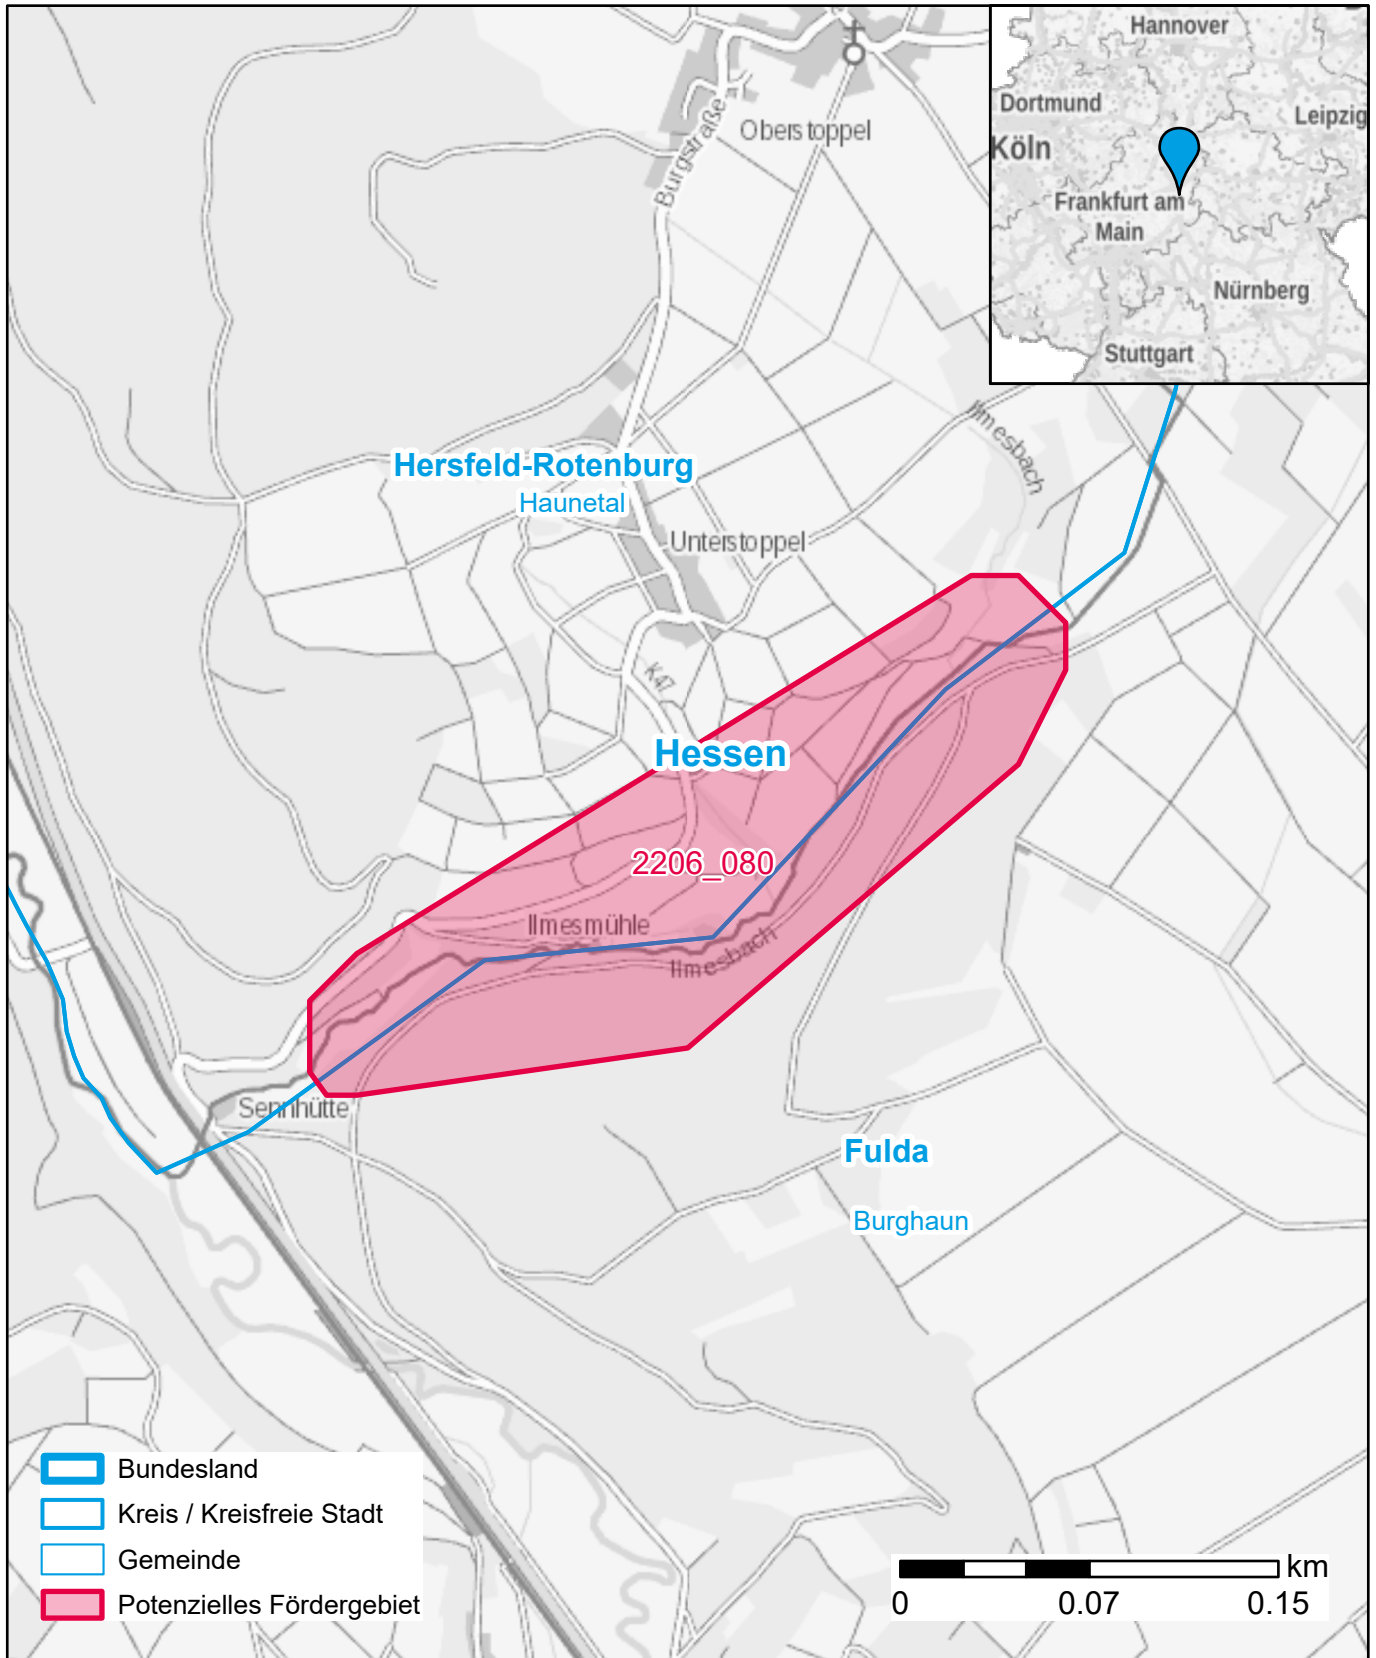 Hannover
Dortmund
Leipzig
Köln
Frankfurt am
Main
Nürnberg
Stuttgart
Oberstoppel
Burgstraße
Ilmesbach
Hersfeld-Rotenburg
Haunetal
Unterstoppel
K47
Hessen
2206_080
Ilmesmühle
Ilmesbach
Sennhütte
Fulda
Burghaun
Bundesland
Kreis / Kreisfreie Stadt
Gemeinde
Potenzielles Fördergebiet
km
0 0.07 0.15